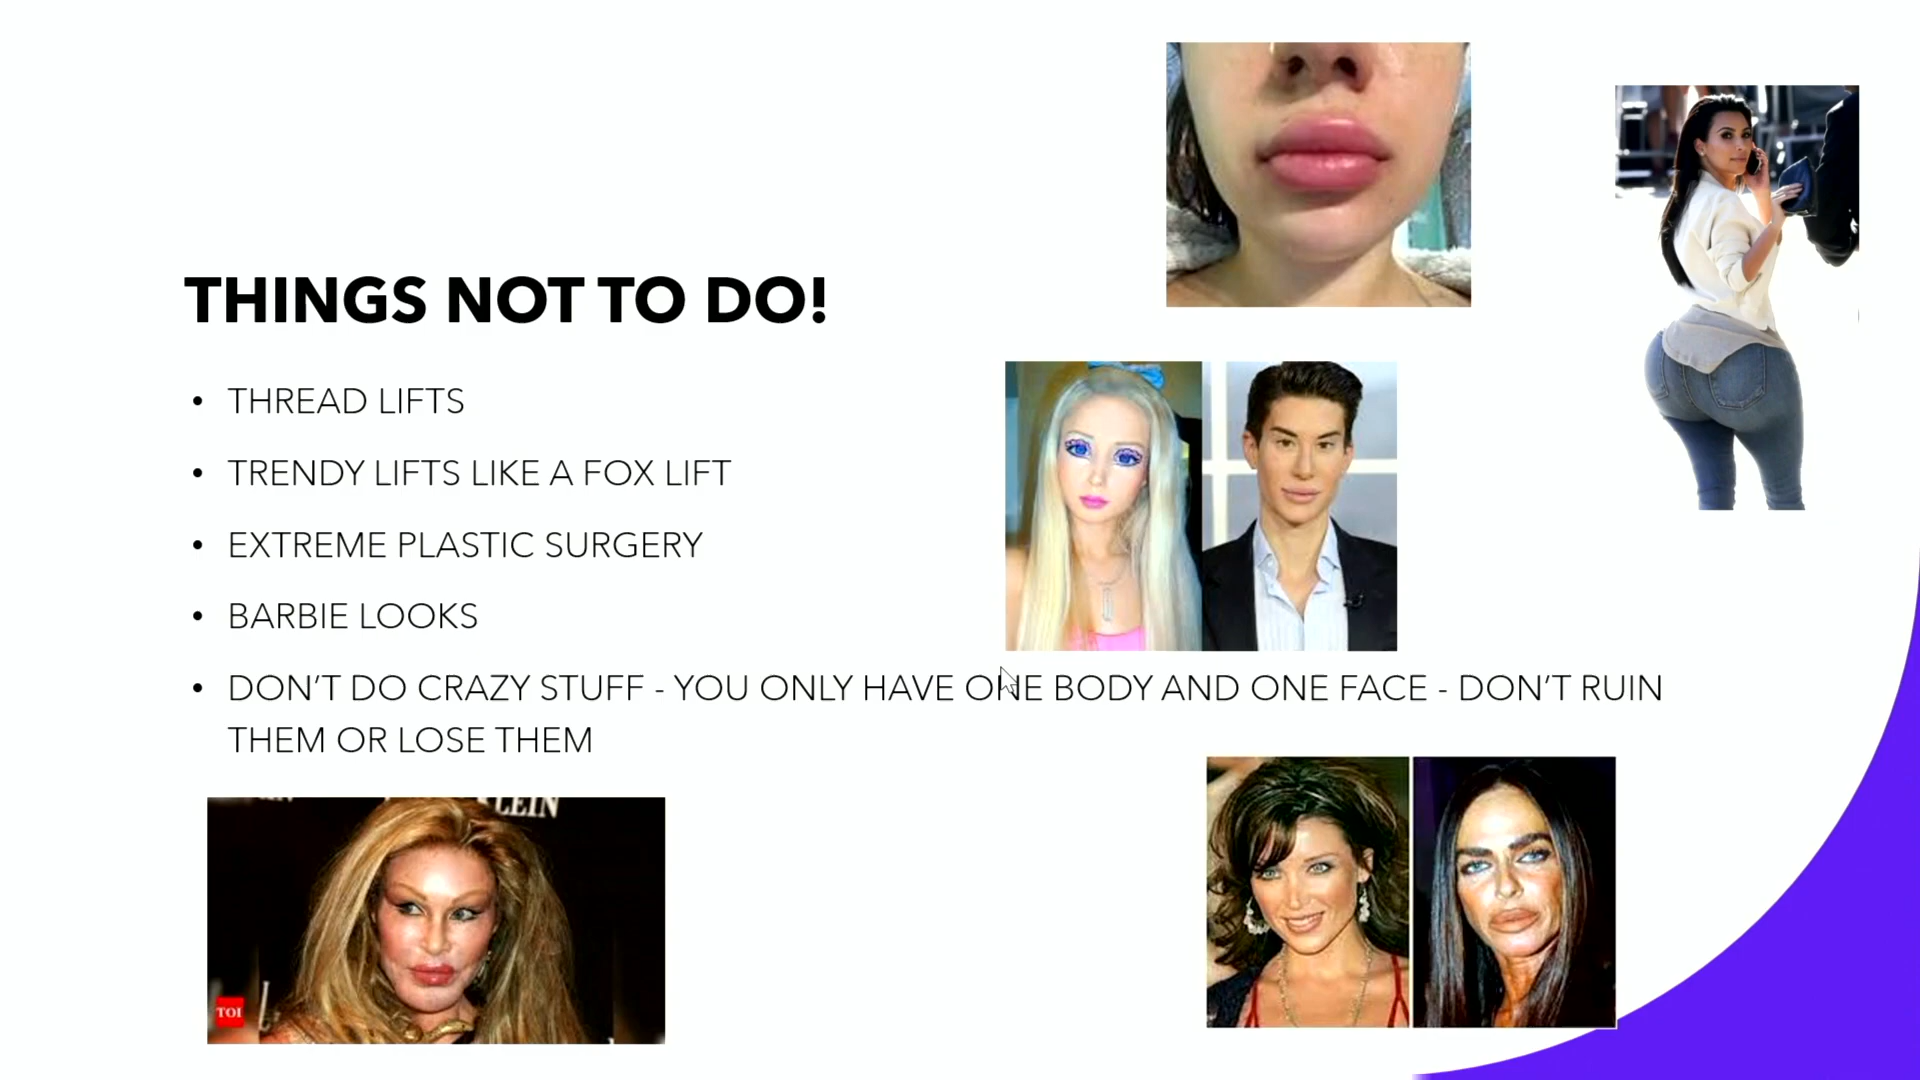 THINGS NOT TO DO!
• THREAD LIFTS
• TRENDY LIFTS LIKE A FOX LIFT
• EXTREME PLASTIC SURGERY
• BARBIE LOOKS
• DON'T DO CRAZY STUFF - YOU ONLY HAVE ONE BODY AND ONE FACE - DON'T RUIN
THEM OR LOSE THEM
KLEIN
TOI